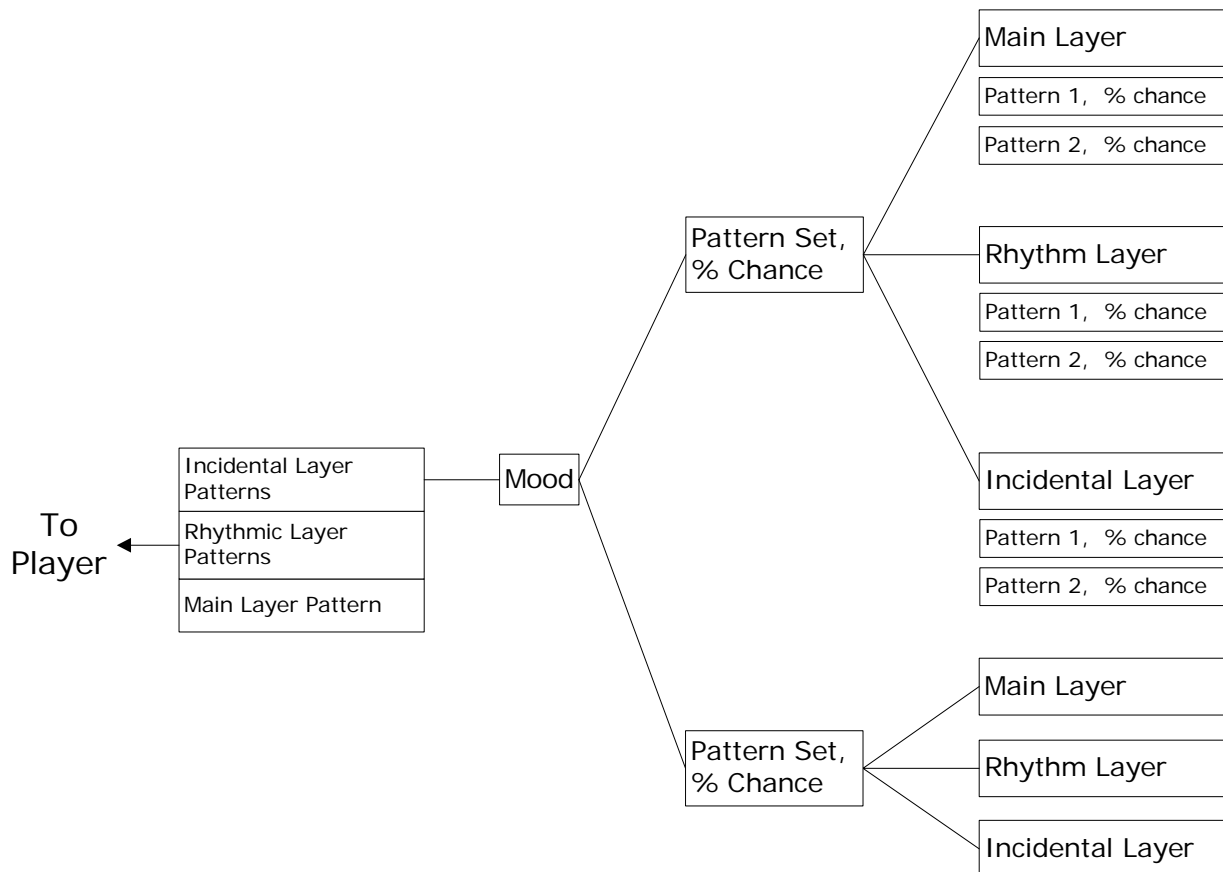 Main Layer
Pattern 1, % chance
Pattern 2, % chance
Pattern Set,
% Chance
Rhythm Layer
Pattern 1, % chance
Pattern 2, % chance
Incidental Layer
Patterns
Mood
Incidental Layer
To
Player
Rhythmic Layer
Patterns
Pattern 1, % chance
Pattern 2, % chance
Main Layer Pattern
Main Layer
Pattern Set,
% Chance
Rhythm Layer
Incidental Layer